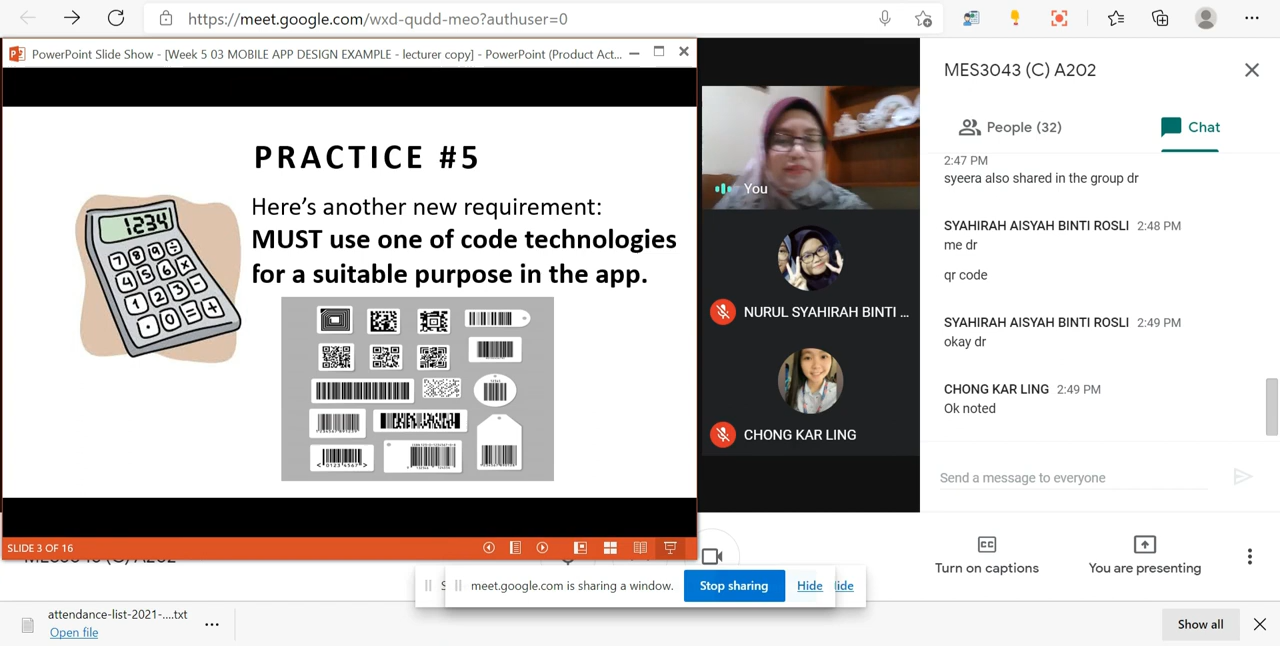 https://meet.google.com/wxd-qudd-meo?authuser=0
PowerPoint Slide Show - [Week 5 03 MOBILE APP DESIGN EXAMPLE - lecturer copy] - PowerPoint (Product Act...
PRACTICE #5
Here's another new requirement:
MUST use one of code technologies
for a suitable purpose in the app.
1234
SLIDE 3 OF 16
You
NURUL SYAHIRAH BINTI ...
CHONG KAR LING
MES3043 (C) A202
People (32)
Chat
2:47 PM
syeera also shared in the group dr
SYAHIRAH AISYAH BINTI ROSLI 2:48 PM
me dr
qr code
SYAHIRAH AISYAH BINTI ROSLI 2:49 PM
okay dr
CHONG KAR LING 2:49 PM
Ok noted
Send a message to everyone
Turn on captions
You are presenting
meet.google.com is sharing a window.
Stop sharing
Hide
attendance-list-2021-....txt
Open file
Show all